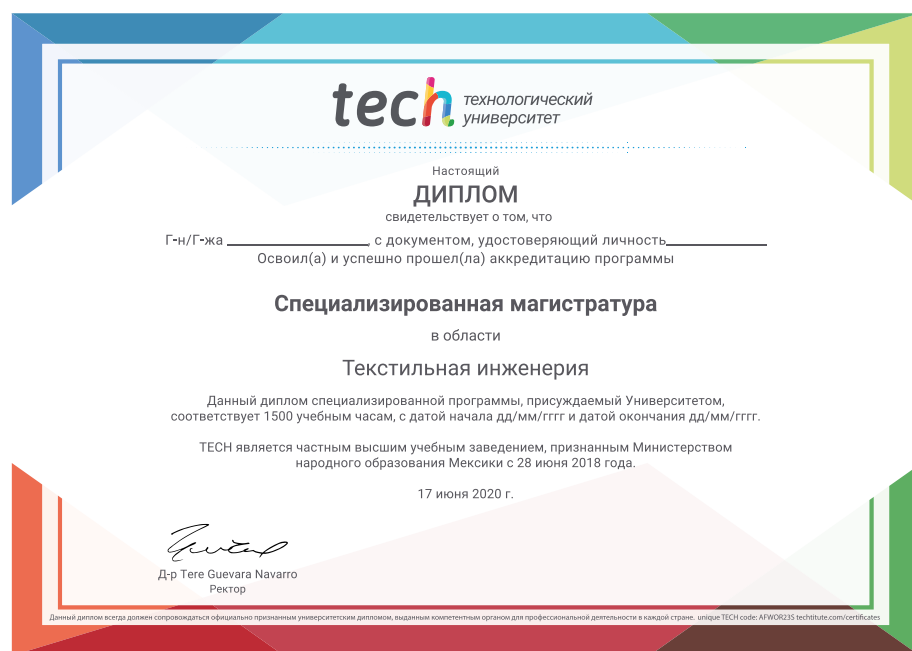 tech технологический
университет
Настоящий
ДИПЛОМ
свидетельствует о том, что
Г-н/Г-жа ____________________, с документом, удостоверяющий личность______________
Освоил(а) и успешно прошел(ла) аккредитацию программы
Специализированная магистратура
в области
Текстильная инженерия
Данный диплом специализированной программы, присуждаемый Университетом,
соответствует 1500 учебным часам, с датой начала дд/мм/гггг и датой окончания дд/мм/гггг.
TECH является частным высшим учебным заведением, признанным Министерством
народного образования Мексики с 28 июня 2018 года.
17 июня 2020 г.
Д-р Tere Guevara Navarro
Ректор
Данный диплом всегда должен сопровождаться официально признанным университетским дипломом, выданным компетентным органом для профессиональной деятельности в каждой стране. unique TECH code: AFWOR23S techtitute.com/certificates